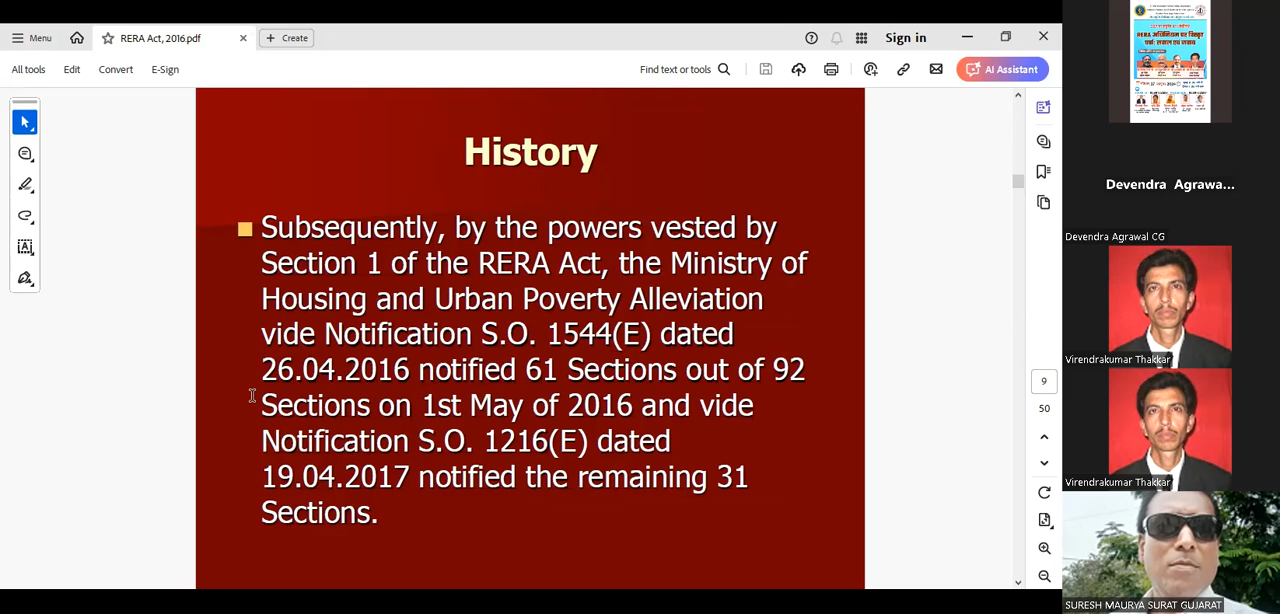 Menu
RERA Act, 2016.pdf
Create
Sign in
All tools
Edit
Convert
E-Sign
Find text or tools
AI Assistant
History
Subsequently, by the powers vested by
Section 1 of the RERA Act, the Ministry of
Housing and Urban Poverty Alleviation
vide Notification S.O. 1544(E) dated
26.04.2016 notified 61 Sections out of 92
Sections on 1st May of 2016 and vide
Notification S.O. 1216(E) dated
19.04.2017 notified the remaining 31
Sections.
9
50
RERA अधिनियम पर विस्तृत
Devendra Agrawa...
Devendra Agrawal CG
Virendrakumar Thakkar
Virendrakumar Thakkar
SURESH MAURYA SURAT GUJARAT